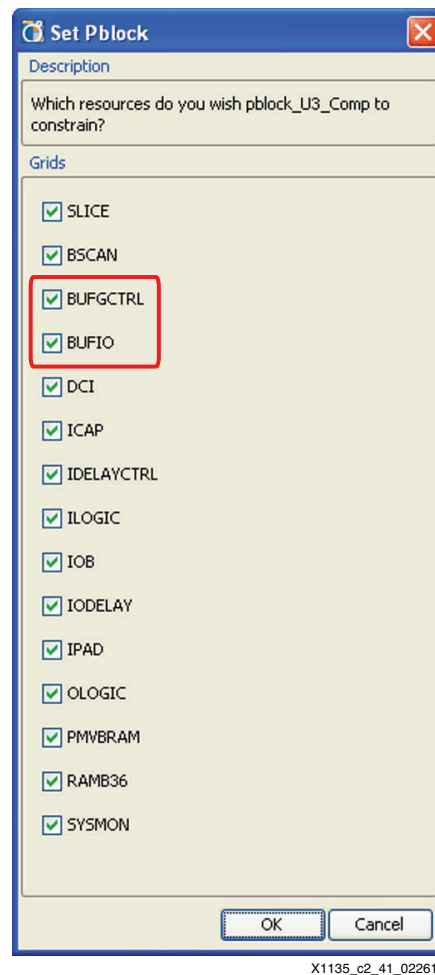 Set Pblock
Description
Which resources do you wish pblock_U3_Comp to
constrain?
Grids
SLICE
BSCAN
BUFGCTRL
BUFIO
DCI
ICAP
IDELAYCTRL
ILOGIC
IOB
IODELAY
IPAD
OLOGIC
PMVBRAM
RAMB36
SYSMON
OK Cancel
X1135_c2_41_02261